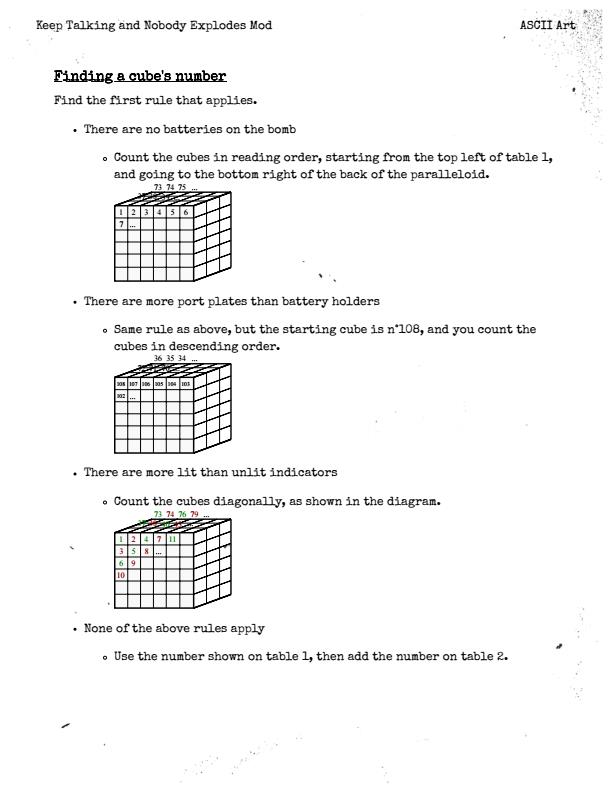 Keep Talking and Nobody Explodes Mod ASCII Art
Finding a cube's number
Find the first rule that applies.
• There are no batteries on the bomb
Count the cubes in reading order, starting from the top left of table 1,
and going to the bottom right of the back of the paralleloid.
73 74 75 ...
1 2 3 4 5 6
7 ...
• There are more port plates than battery holders
Same rule as above, but the starting cube is n°108, and you count the
cubes in descending order.
36 35 34 ...
108 107 106 105 104 103
102 ...
• There are more lit than unlit indicators
Count the cubes diagonally, as shown in the diagram.
73 74 76 79 ...
1 2 4 7 11
3 5 8 ...
6 9
10
• None of the above rules apply
Use the number shown on table 1, then add the number on table 2.